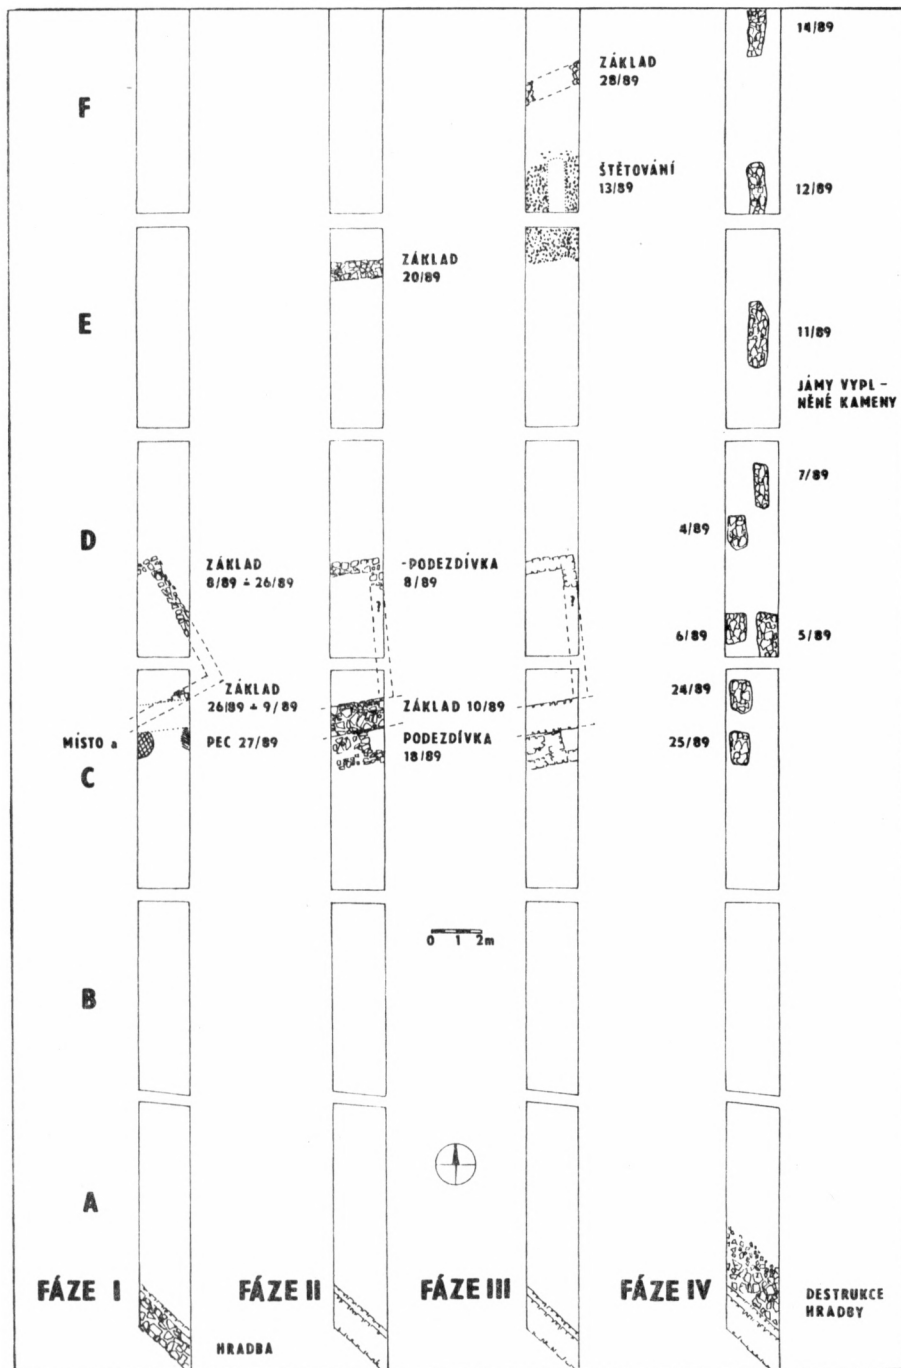 14/89
ZÁKLAD
28/89
F
ŠTĚTOVÁNÍ
13/89
12/89
ZÁKLAD
20/89
E
11/89
JÁMY VYPL-
NĚNÉ KAMENY
7/89
4/89
D
ZÁKLAD
8/89 ÷ 26/89
-PODEZDÍVKA
8/89
?
?
6/89
5/89
ZÁKLAD
26/89 ÷ 9/89
ZÁKLAD 10/89
24/89
MÍSTO a
PEC 27/89
PODEZDÍVKA
18/89
25/89
C
0 1 2m
B
A
FÁZE I
FÁZE II
FÁZE III
FÁZE IV
HRADBA
DESTRUKCE
HRADBY